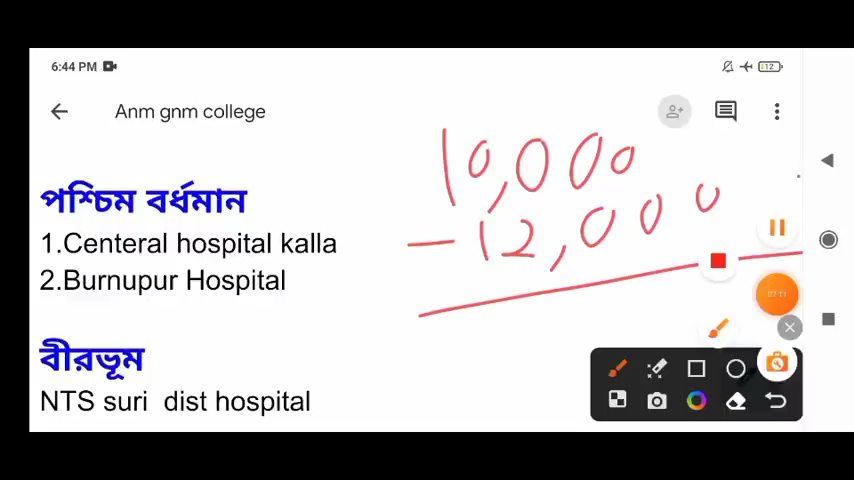 6:44 PM
12
Anm gnm college
10,000
পশ্চিম বর্ধমান
-12,000
1.Centeral hospital kalla
2.Burnupur Hospital
বীরভূম
NTS suri dist hospital